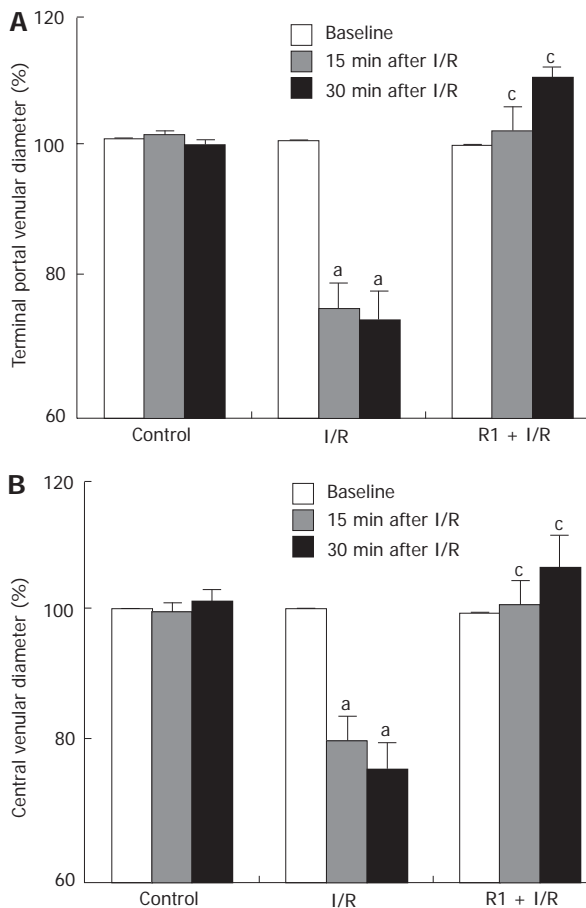 A
120
100
80
60
Terminal portal venular diameter (%)
Baseline
15 min after I/R
30 min after I/R
a
a
c
c
Control
I/R
R1 + I/R
B
120
100
80
60
Central venular diameter (%)
Baseline
15 min after I/R
30 min after I/R
a
a
c
c
Control
I/R
R1 + I/R